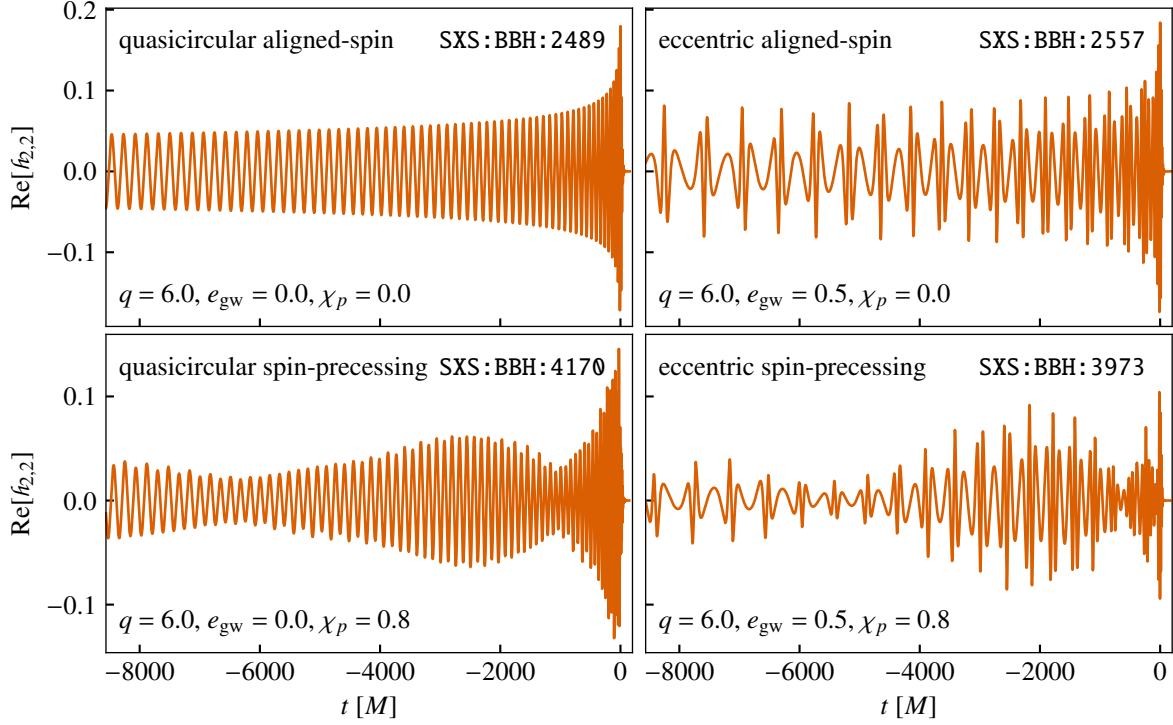 0.2
0.1
0.0
−0.1
Re[𝒽2,2]
quasicircular aligned-spin SXS:BBH:2489
q = 6.0, egw = 0.0, χp = 0.0
eccentric aligned-spin SXS:BBH:2557
q = 6.0, egw = 0.5, χp = 0.0
0.1
0.0
−0.1
Re[𝒽2,2]
quasicircular spin-precessing SXS:BBH:4170
q = 6.0, egw = 0.0, χp = 0.8
eccentric spin-precessing SXS:BBH:3973
q = 6.0, egw = 0.5, χp = 0.8
−8000 −6000 −4000 −2000 0
−8000 −6000 −4000 −2000 0
t [M]
t [M]